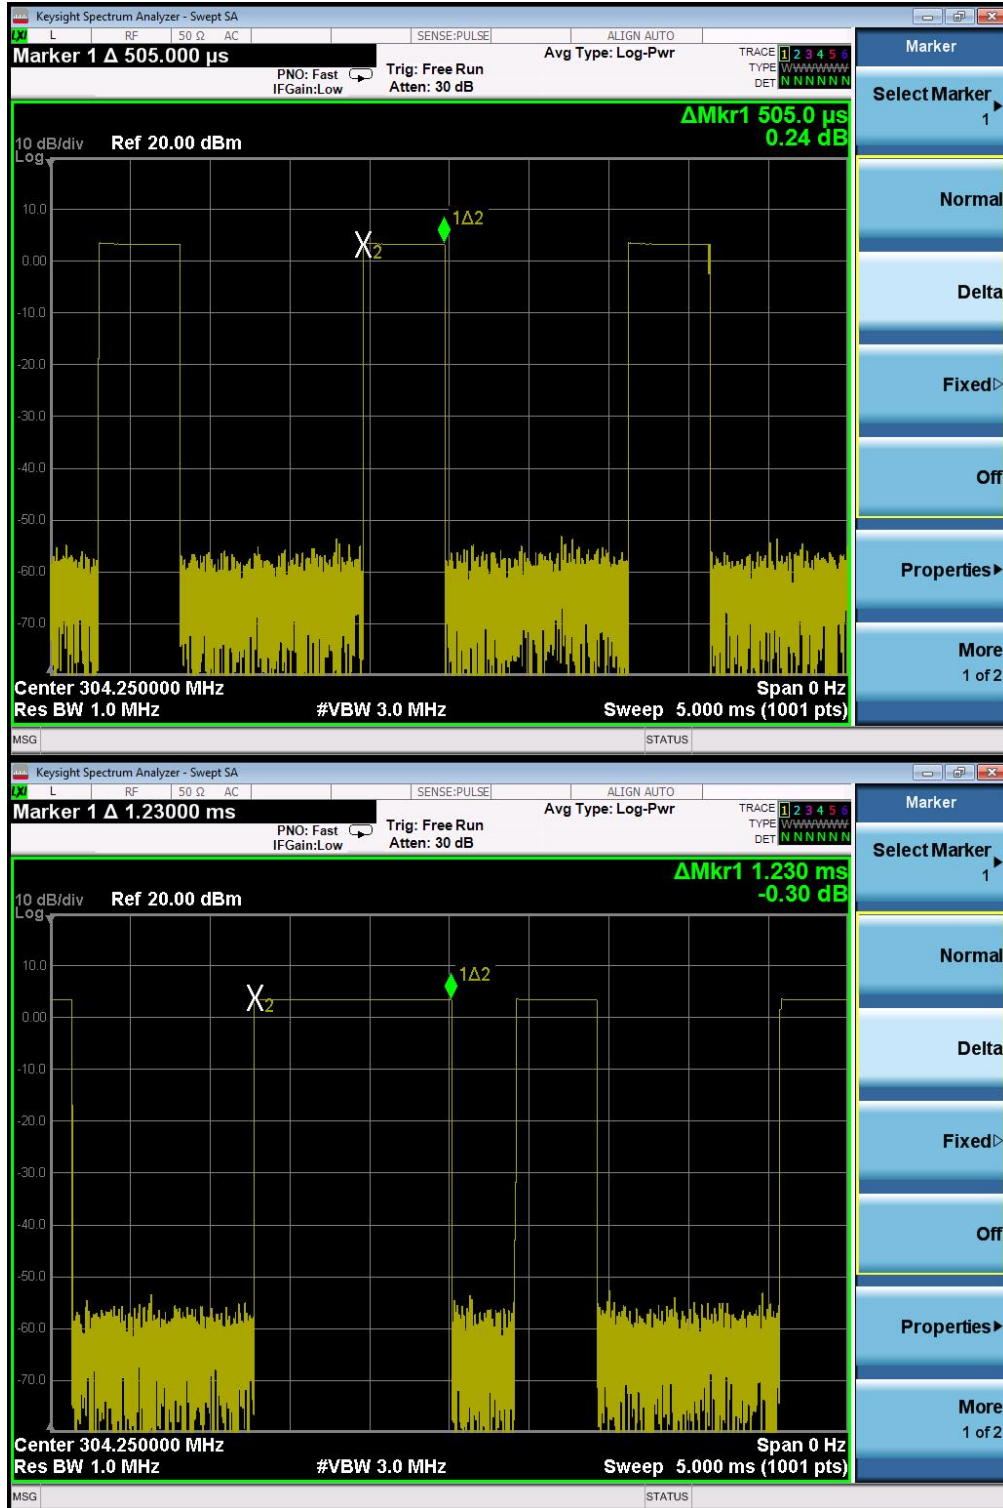 Keysight Spectrum Analyzer - Swept SA
LXI L RF 50 Ω AC SENSE:PULSE ALIGN AUTO
Marker 1 Δ 505.000 µs
PNO: Fast
IFGain:Low
Trig: Free Run
Atten: 30 dB
Avg Type: Log-Pwr
TRACE 1 2 3 4 5 6
TYPE WWWWWW
DET N N N N N N
ΔMkr1 505.0 µs
0.24 dB
10 dB/div Ref 20.00 dBm
Log
10.0
1Δ2
X2
0.00
-10.0
-20.0
-30.0
-40.0
-50.0
-60.0
-70.0
Center 304.250000 MHz Span 0 Hz
Res BW 1.0 MHz #VBW 3.0 MHz Sweep 5.000 ms (1001 pts)
MSG STATUS
Marker
Select Marker
1
Normal
Delta
Fixed
Off
Properties
More
1 of 2
Keysight Spectrum Analyzer - Swept SA
LXI L RF 50 Ω AC SENSE:PULSE ALIGN AUTO
Marker 1 Δ 1.23000 ms
PNO: Fast
IFGain:Low
Trig: Free Run
Atten: 30 dB
Avg Type: Log-Pwr
TRACE 1 2 3 4 5 6
TYPE WWWWWW
DET N N N N N N
ΔMkr1 1.230 ms
-0.30 dB
10 dB/div Ref 20.00 dBm
Log
10.0
1Δ2
X2
0.00
-10.0
-20.0
-30.0
-40.0
-50.0
-60.0
-70.0
Center 304.250000 MHz Span 0 Hz
Res BW 1.0 MHz #VBW 3.0 MHz Sweep 5.000 ms (1001 pts)
MSG STATUS
Marker
Select Marker
1
Normal
Delta
Fixed
Off
Properties
More
1 of 2